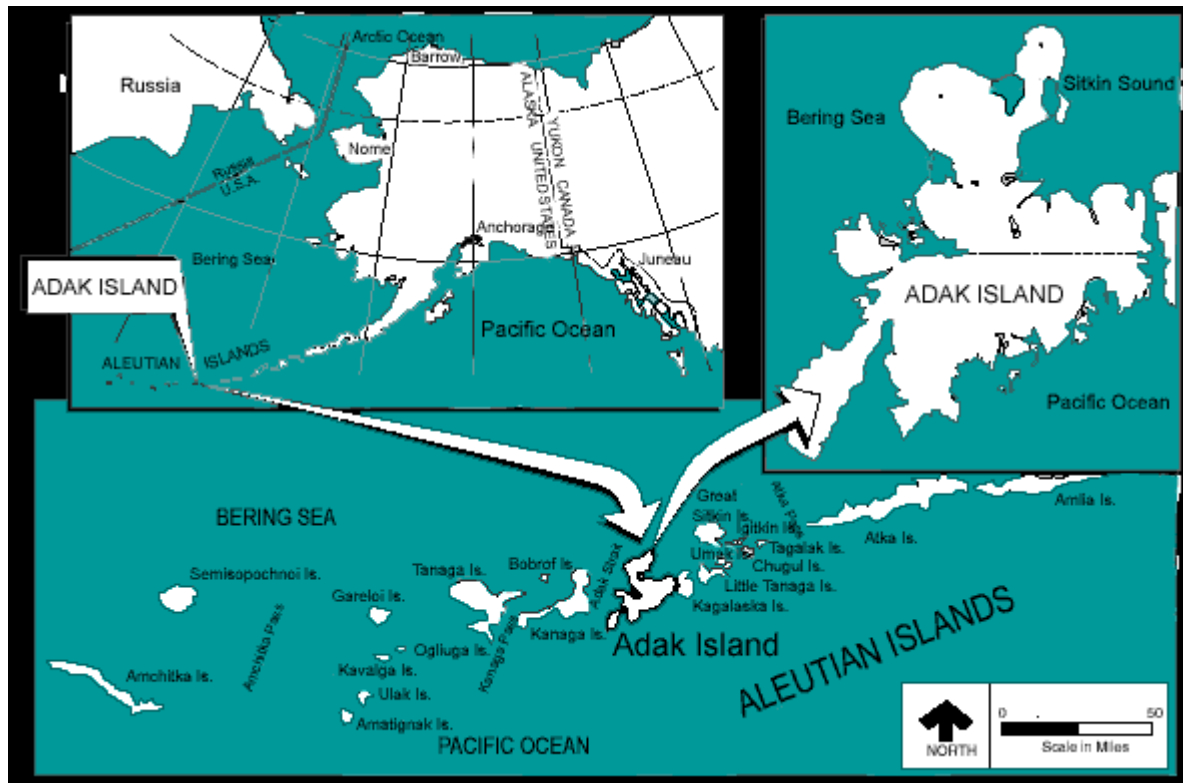 Arctic Ocean
Barrow
Russia
Nome
ALASKA
UNITED STATES
YUKON
CANADA
Russia
U.S.A.
Anchorage
Juneau
Bering Sea
ADAK ISLAND
Pacific Ocean
ALEUTIAN
ISLANDS
Sitkin Sound
Bering Sea
ADAK ISLAND
Pacific Ocean
BERING SEA
Great
Sitkin Is.
Igitkin Is.
Atka Pass
Amlia Is.
Atka Is.
Tagalak Is.
Umak Is.
Chugul Is.
Little Tanaga Is.
Kagalaska Is.
Adak Strait
Bobrof Is.
Tanaga Is.
Semisopochnoi Is.
Gareloi Is.
Kanaga Is.
Kanaga Pass
Adak Island
Ogliuga Is.
Kavalga Is.
Amchitka Pass
Amchitka Is.
Ulak Is.
Amatignak Is.
ALEUTIAN ISLANDS
PACIFIC OCEAN
NORTH
0 50
Scale in Miles